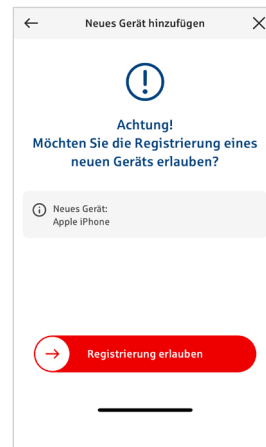 Neues Gerät hinzufügen
Achtung!
Möchten Sie die Registrierung eines
neuen Geräts erlauben?
Neues Gerät:
Apple iPhone
Registrierung erlauben